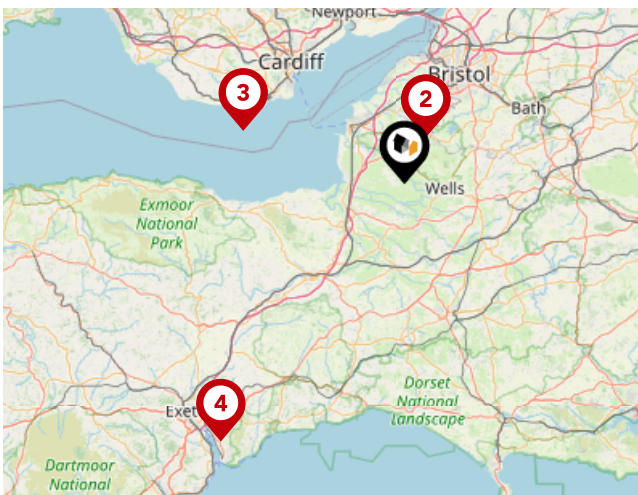 Newport
Cardiff
Bristol
3
2
Bath
Wells
Exmoor
National
Park
Dorset
National
Landscape
4
Exet
Dartmoor
National